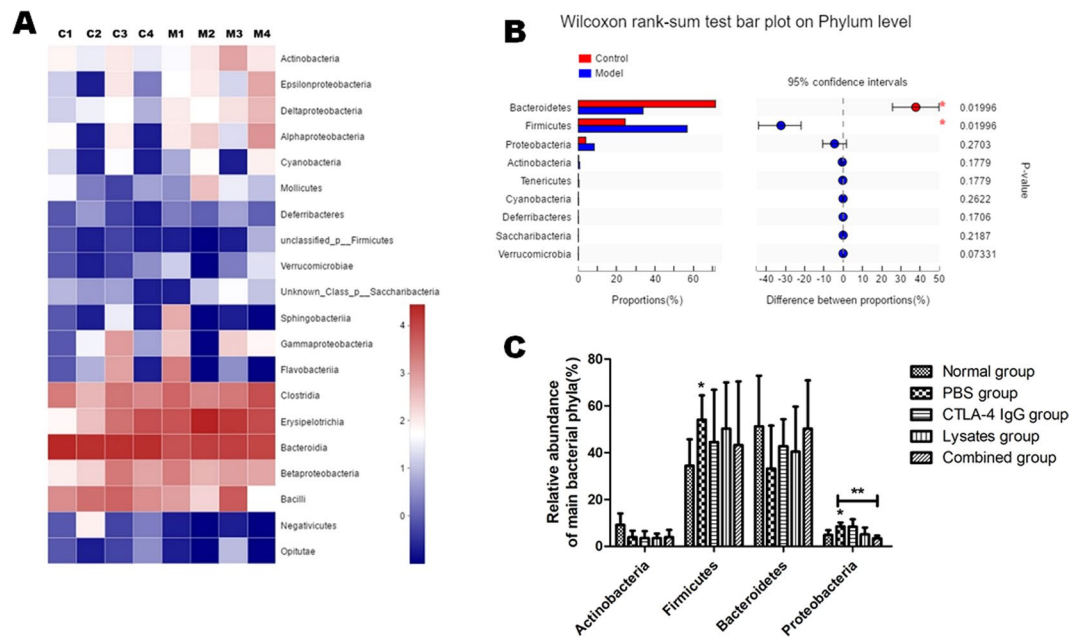 A
C1 C2 C3 C4 M1 M2 M3 M4
Actinobacteria
Epsilonproteobacteria
Deltaproteobacteria
Alphaproteobacteria
Cyanobacteria
Mollicutes
Deferribacteres
unclassified_p__Firmicutes
Verrucomicrobiae
Unknown_Class_p__Saccharibacteria
Sphingobacteriia
Gammaproteobacteria
Flavobacteriia
Clostridia
Erysipelotrichia
Bacteroidia
Betaproteobacteria
Bacilli
Negativicutes
Opitutae
4
3
2
1
0
B
Wilcoxon rank-sum test bar plot on Phylum level
Control
Model
95% confidence intervals
Bacteroidetes * 0.01996
Firmicutes * 0.01996
Proteobacteria 0.2703
Actinobacteria 0.1779
Tenericutes 0.1779
Cyanobacteria 0.2622
Deferribacteres 0.1706
Saccharibacteria 0.2187
Verrucomicrobia 0.07331
P-value
0 20 40 60
-40 -30 -20 -10 0 10 20 30 40 50
Proportions(%)
Difference between proportions(%)
C
Relative abundance
of main bacterial phyla(%)
80
60
40
20
0
*
*
**
Normal group
PBS group
CTLA-4 IgG group
Lysates group
Combined group
Actinobacteria
Firmicutes
Bacteroidetes
Proteobacteria